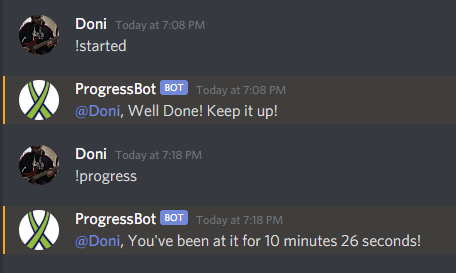 Doni Today at 7:08 PM
!started
ProgressBot BOT Today at 7:08 PM
@Doni, Well Done! Keep it up!
Doni Today at 7:18 PM
!progress
ProgressBot BOT Today at 7:18 PM
@Doni, You've been at it for 10 minutes 26 seconds!